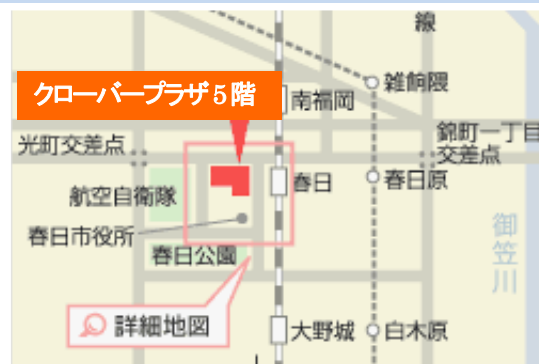 線
クローバープラザ5階
雑餉隈
南福岡
光町交差点
錦町一丁目
交差点
航空自衛隊
春日
春日原
春日市役所
春日公園
御笠川
詳細地図
大野城
白木原